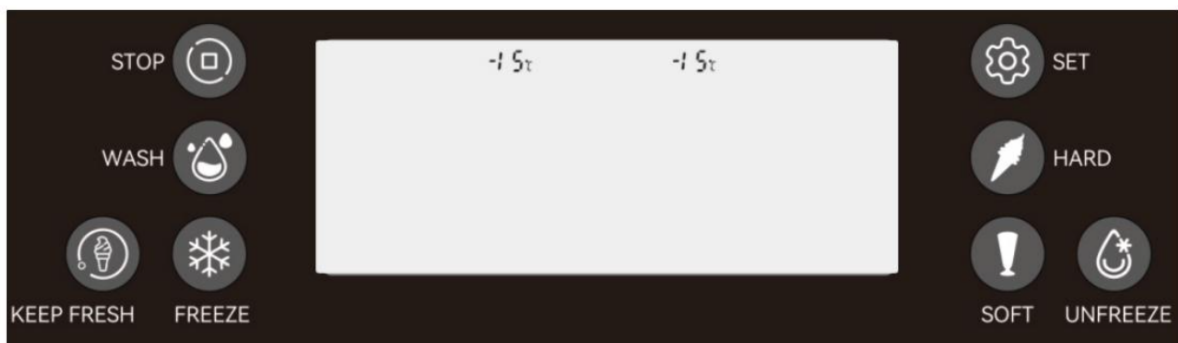 STOP
-15℃ -15℃
SET
WASH
HARD
KEEP FRESH
FREEZE
SOFT
UNFREEZE